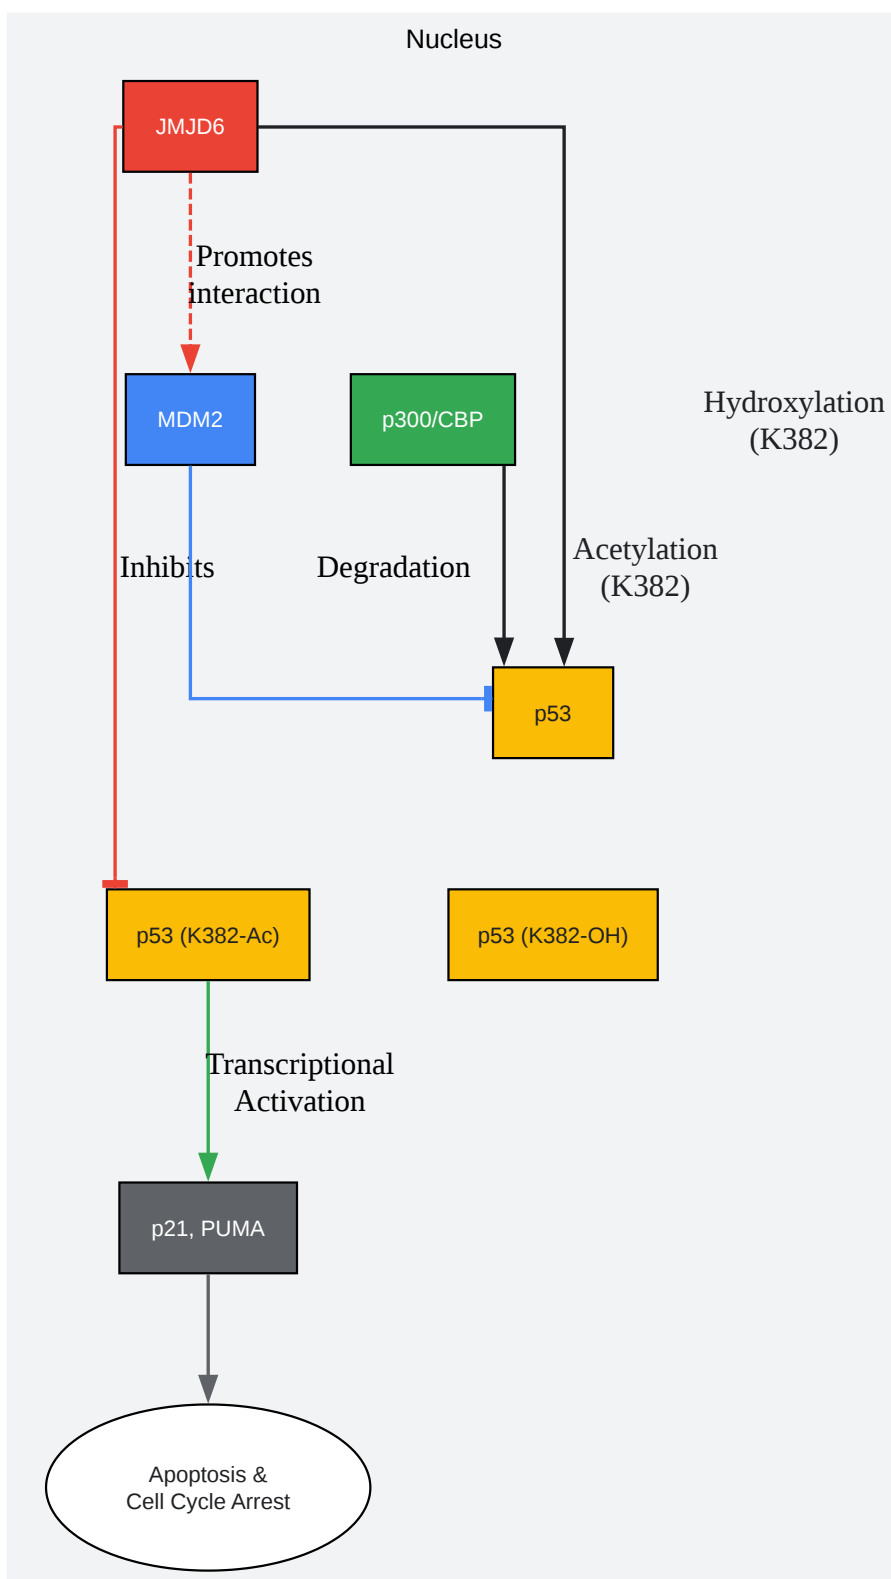 Nucleus
JMJD6
Promotes
interaction
MDM2
p300/CBP
Hydroxylation
(K382)
Inhibits
Degradation
Acetylation
(K382)
p53
p53 (K382-Ac)
p53 (K382-OH)
Transcriptional
Activation
p21, PUMA
Apoptosis &
Cell Cycle Arrest